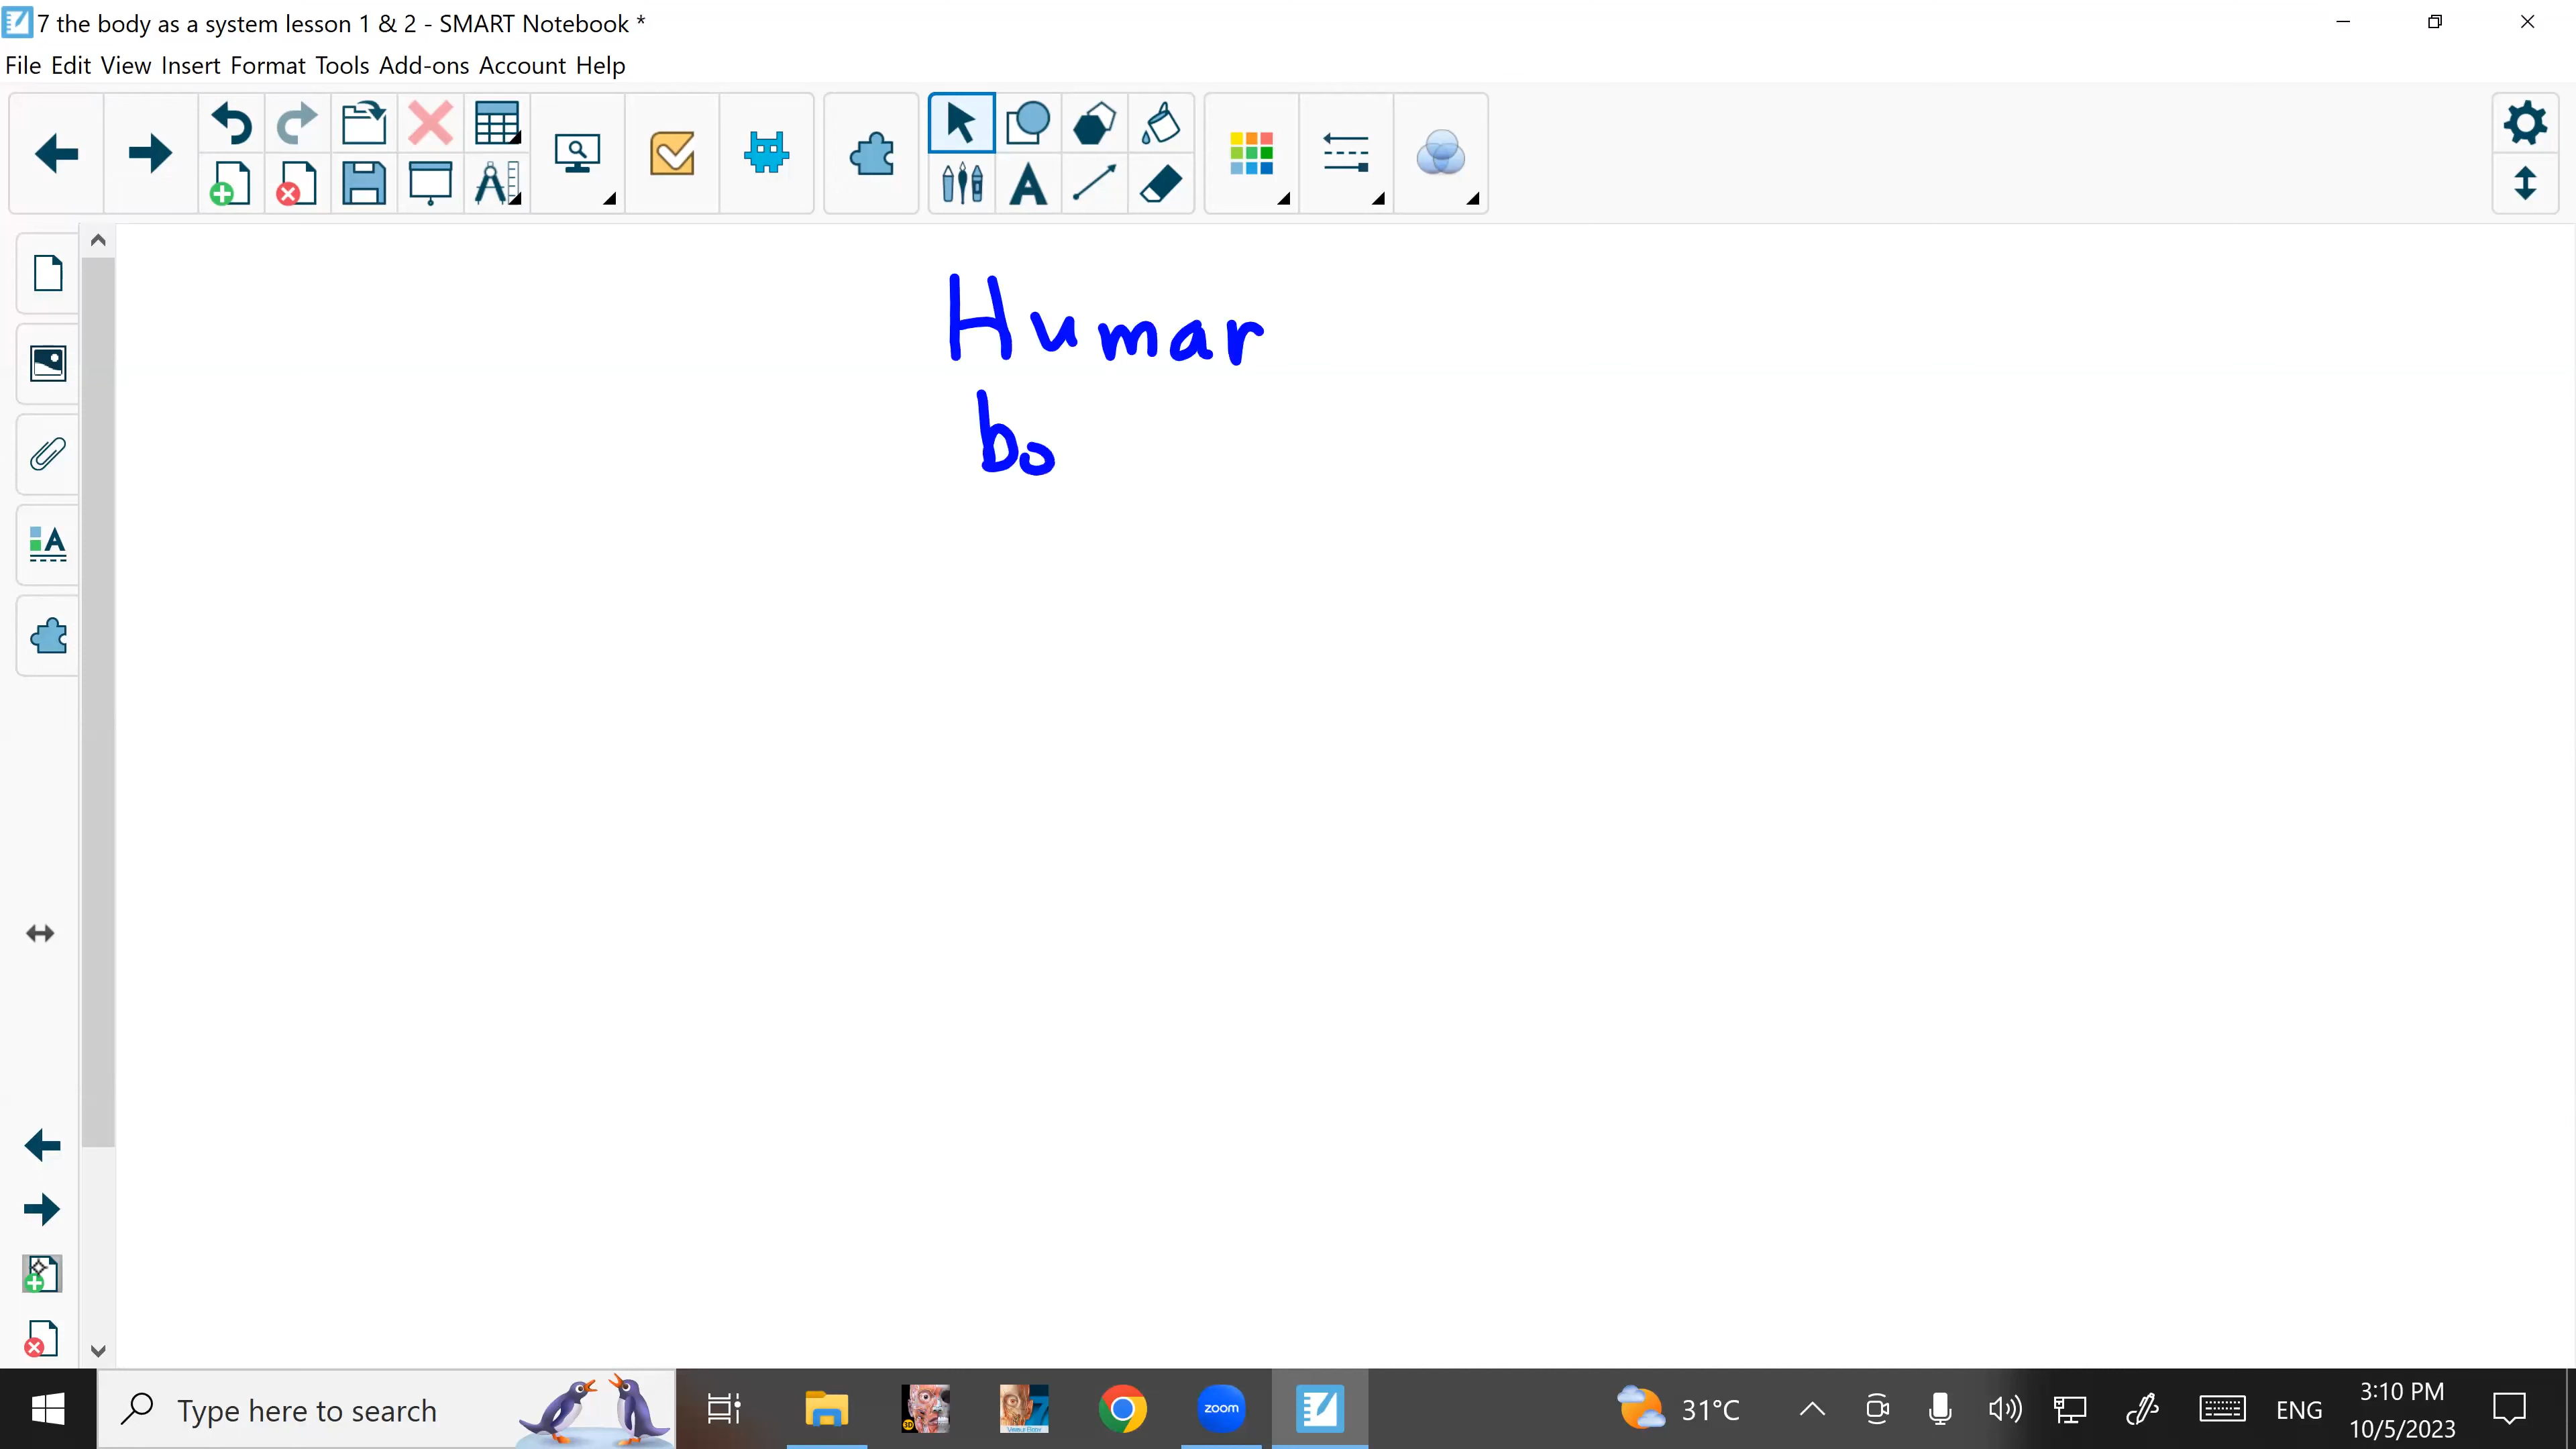 7 the body as a system lesson 1 & 2 - SMART Notebook *
File Edit View Insert Format Tools Add-ons Account Help
Humar
bo
Type here to search
zoom
31°C
ENG
3:10 PM
10/5/2023